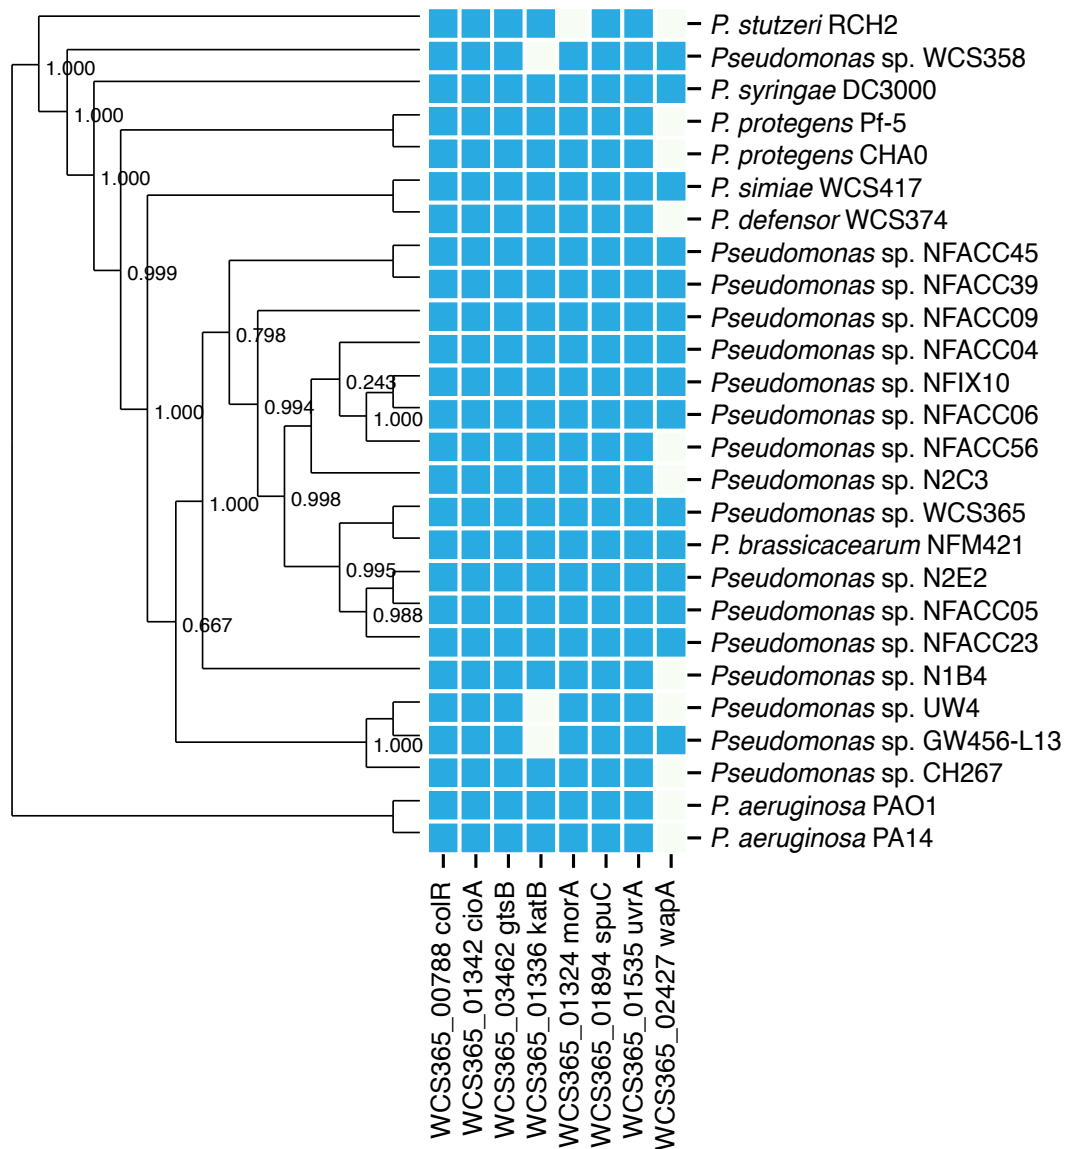 P. stutzeri RCH2
Pseudomonas sp. WCS358
1.000
P. syringae DC3000
1.000
P. protegens Pf-5
P. protegens CHA0
1.000
P. simiae WCS417
P. defensor WCS374
Pseudomonas sp. NFACC45
0.999
Pseudomonas sp. NFACC39
Pseudomonas sp. NFACC09
0.798
Pseudomonas sp. NFACC04
0.243
Pseudomonas sp. NFIX10
0.994
1.000
1.000
Pseudomonas sp. NFACC06
Pseudomonas sp. NFACC56
Pseudomonas sp. N2C3
0.998
1.000
Pseudomonas sp. WCS365
P. brassicacearum NFM421
0.995
Pseudomonas sp. N2E2
0.988
Pseudomonas sp. NFACC05
0.667
Pseudomonas sp. NFACC23
Pseudomonas sp. N1B4
Pseudomonas sp. UW4
1.000
Pseudomonas sp. GW456-L13
Pseudomonas sp. CH267
P. aeruginosa PAO1
P. aeruginosa PA14
WCS365_00788 colR
WCS365_01342 cioA
WCS365_03462 gtsB
WCS365_01336 katB
WCS365_01324 morA
WCS365_01894 spuC
WCS365_01535 uvrA
WCS365_02427 wapA